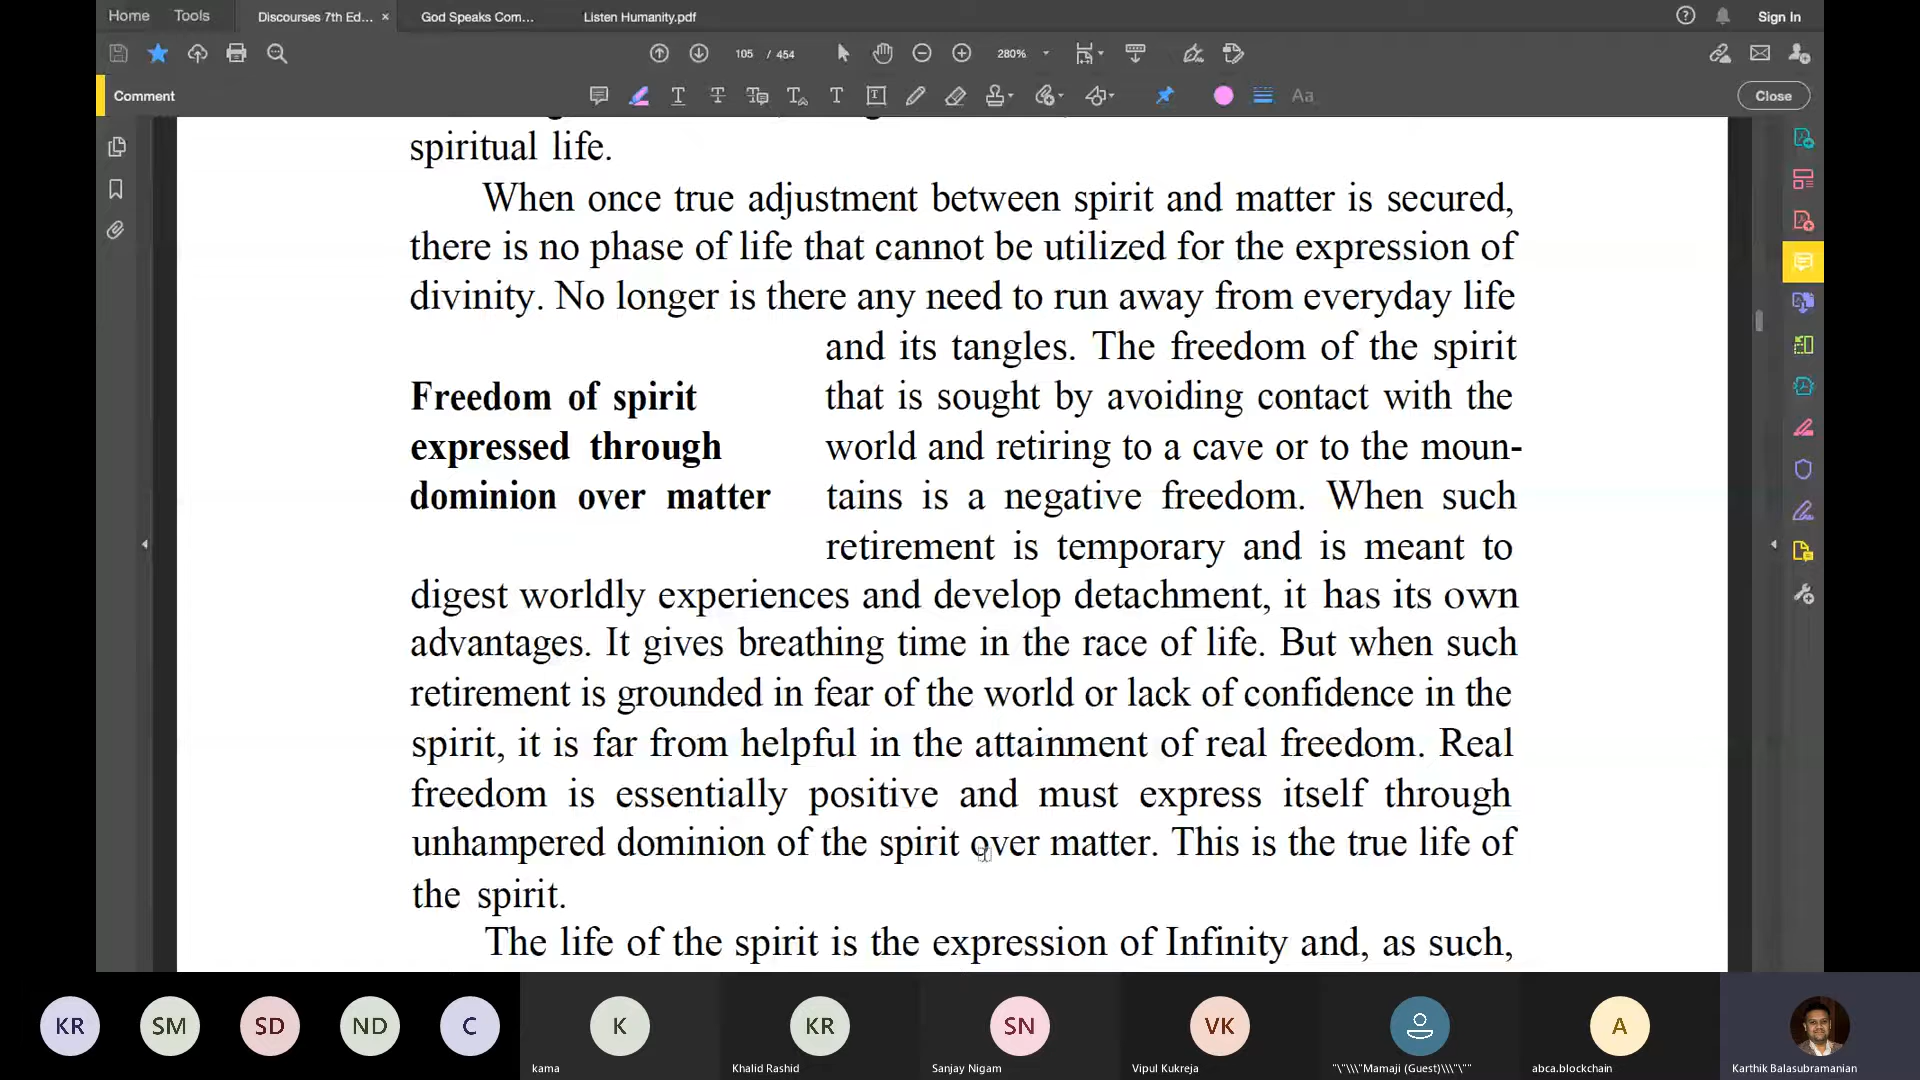 Home
Tools
Discourses 7th Ed...
God Speaks Com...
Listen Humanity.pdf
Sign In
105 / 454
280%
Comment
Aa
Close
spiritual life.
When once true adjustment between spirit and matter is secured,
there is no phase of life that cannot be utilized for the expression of
divinity. No longer is there any need to run away from everyday life
and its tangles. The freedom of the spirit
that is sought by avoiding contact with the
world and retiring to a cave or to the moun-
tains is a negative freedom. When such
retirement is temporary and is meant to
Freedom of spirit
expressed through
dominion over matter
digest worldly experiences and develop detachment, it has its own
advantages. It gives breathing time in the race of life. But when such
retirement is grounded in fear of the world or lack of confidence in the
spirit, it is far from helpful in the attainment of real freedom. Real
freedom is essentially positive and must express itself through
unhampered dominion of the spirit over matter. This is the true life of
the spirit.
The life of the spirit is the expression of Infinity and, as such,
KR
SM
SD
ND
C
K
KR
SN
VK
A
kama
Khalid Rashid
Sanjay Nigam
Vipul Kukreja
"\"\\\"Mamaji (Guest)\\\"\""
abca.blockchain
Karthik Balasubramanian